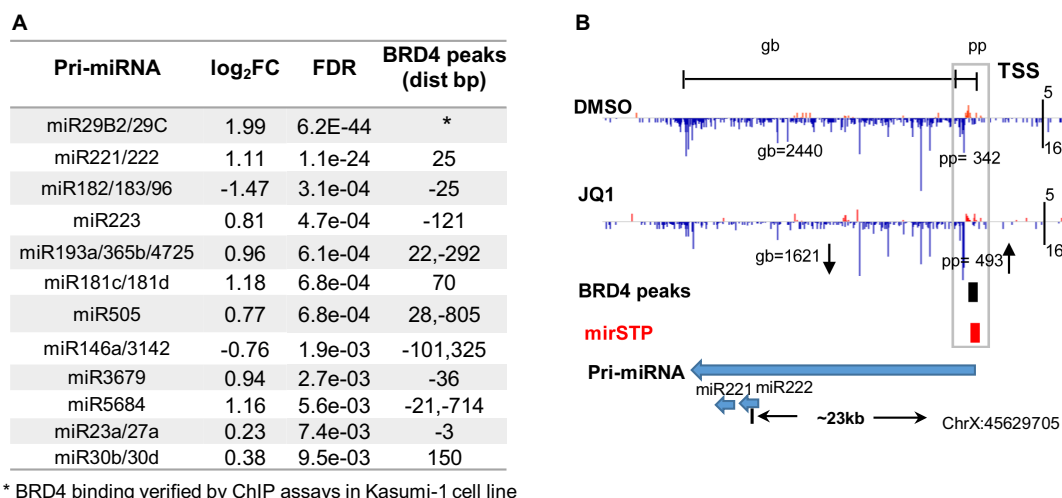 A
Pri-miRNA log2FC FDR BRD4 peaks (dist bp)
miR29B2/29C 1.99 6.2E-44 *
miR221/222 1.11 1.1e-24 25
miR182/183/96 -1.47 3.1e-04 -25
miR223 0.81 4.7e-04 -121
miR193a/365b/4725 0.96 6.1e-04 22,-292
miR181c/181d 1.18 6.8e-04 70
miR505 0.77 6.8e-04 28,-805
miR146a/3142 -0.76 1.9e-03 -101,325
miR3679 0.94 2.7e-03 -36
miR5684 1.16 5.6e-03 -21,-714
miR23a/27a 0.23 7.4e-03 -3
miR30b/30d 0.38 9.5e-03 150
* BRD4 binding verified by ChIP assays in Kasumi-1 cell line
B
gb pp
TSS
DMSO
5
16
gb=2440 pp= 342
JQ1
5
16
gb=1621 pp= 493
BRD4 peaks
mirSTP
Pri-miRNA
miR221 miR222
~23kb
ChrX:45629705